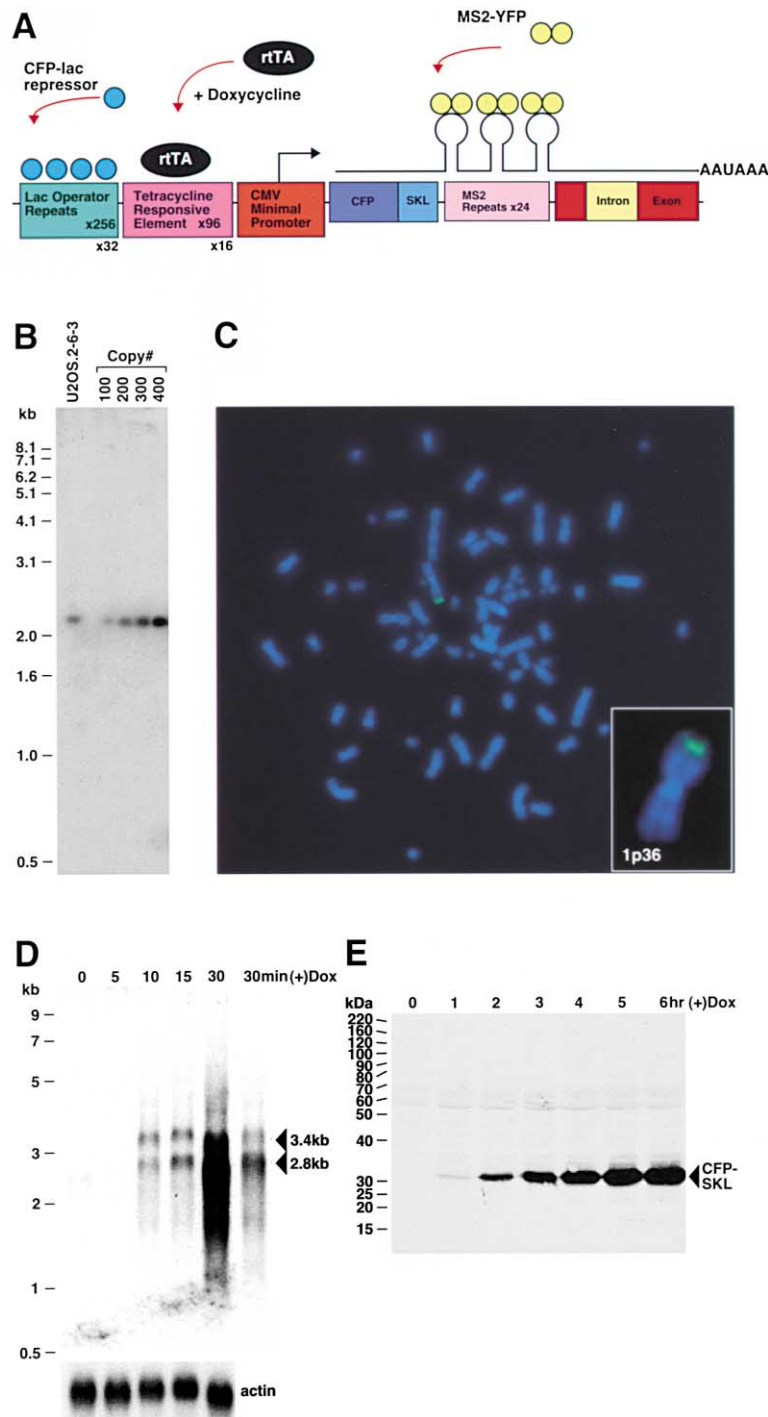 A
CFP-lac
repressor
rtTA
+ Doxycycline
MS2-YFP
rtTA
AAUAAA
Lac Operator
Repeats
x256
x32
Tetracycline
Responsive
Element x96
x16
CMV
Minimal
Promoter
CFP
SKL
MS2
Repeats x24
Intron
Exon
B
U2OS.2-6-3
Copy#
100
200
300
400
kb
8.1
7.1
6.2
5.1
4.1
3.1
2.0
1.6
1.0
0.5
C
1p36
D
0 5 10 15 30 30min(+)Dox
kb
9
7
5
3
2
1
0.5
3.4kb
2.8kb
actin
E
kDa
0 1 2 3 4 5 6hr (+)Dox
220
160
120
100
90
80
70
60
50
40
30
25
20
15
CFP-
SKL